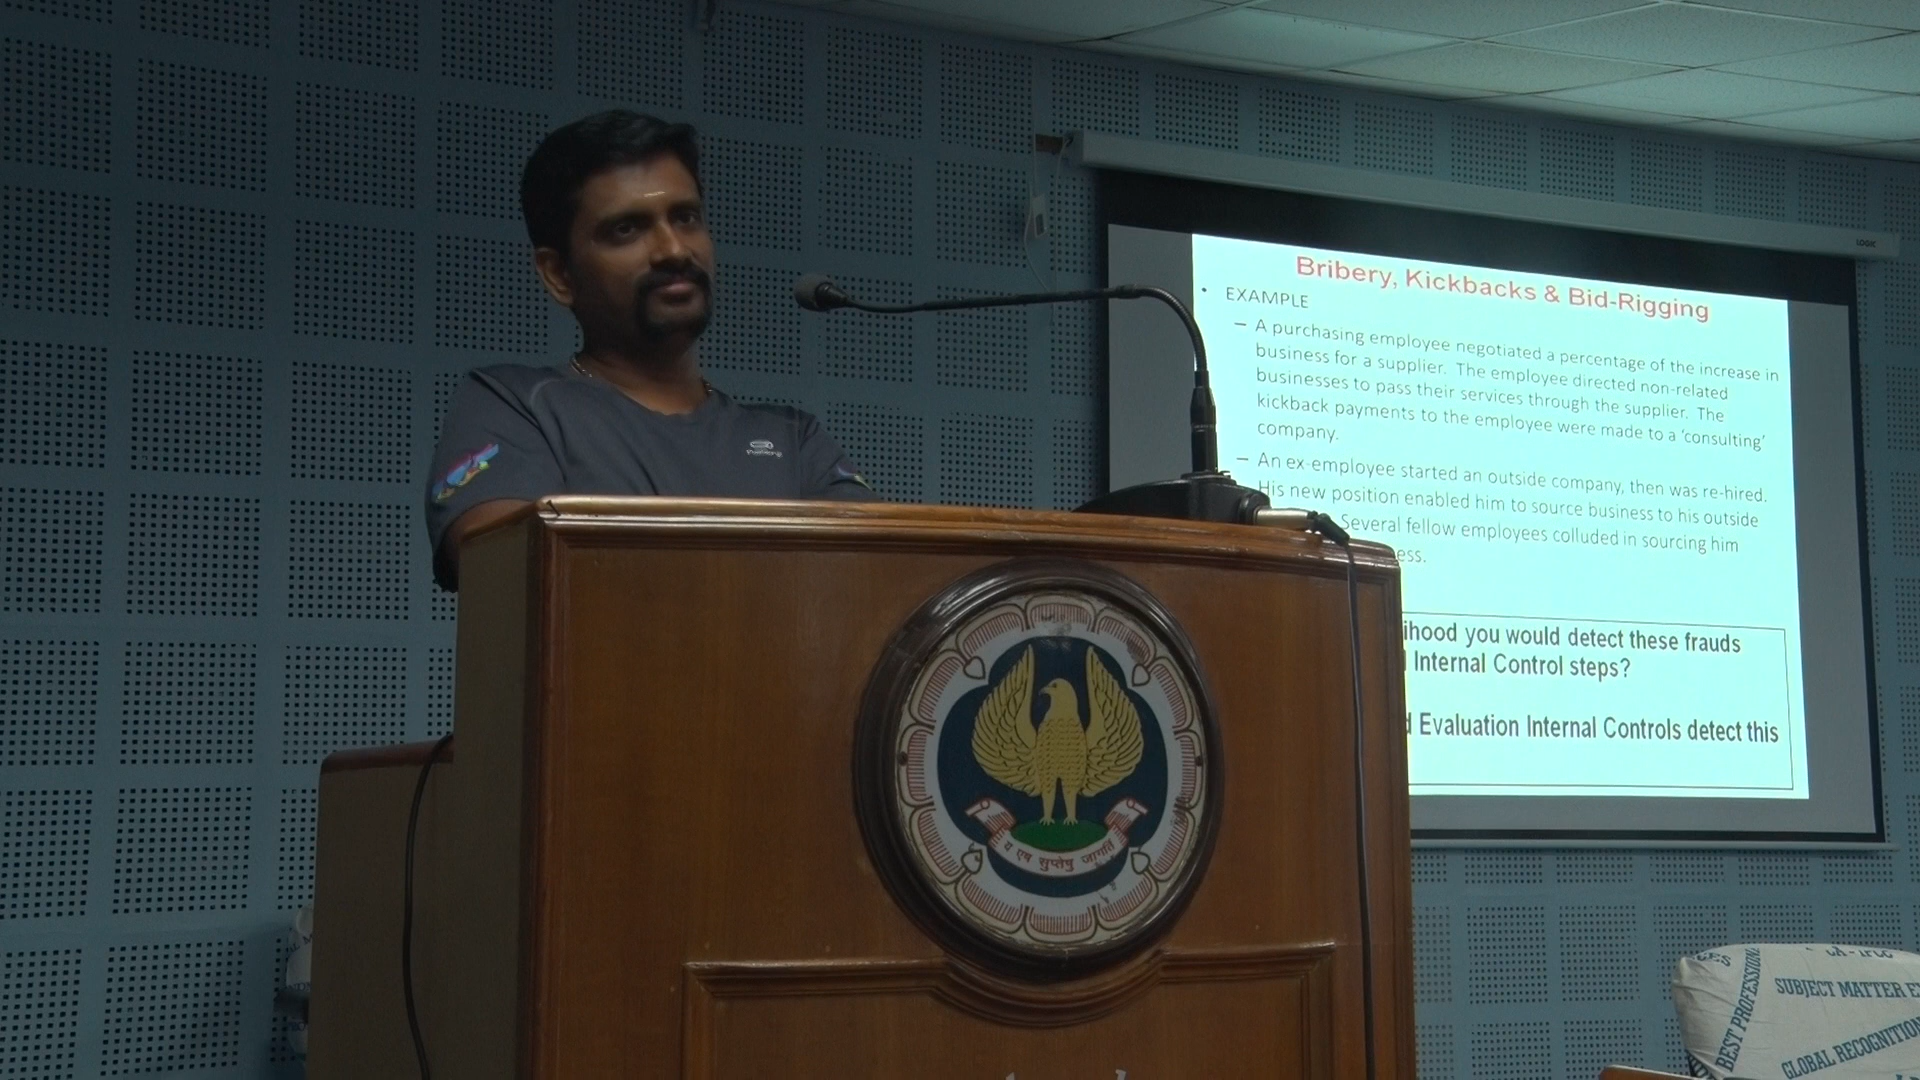 LOGIC
Bribery, Kickbacks & Bid-Rigging
• EXAMPLE
– A purchasing employee negotiated a percentage of the increase in
business for a supplier. The employee directed non-related
businesses to pass their services through the supplier. The
kickback payments to the employee were made to a 'consulting'
company.
– An ex-employee started an outside company, then was re-hired.
His new position enabled him to source business to his outside
Several fellow employees colluded in sourcing him
ess.
ihood you would detect these frauds
Internal Control steps?
d Evaluation Internal Controls detect this
य एष सुप्तेषु जागर्ति
CA - IPCC
BEST PROFESSION
SUBJECT MATTER E
GLOBAL RECOGNITION